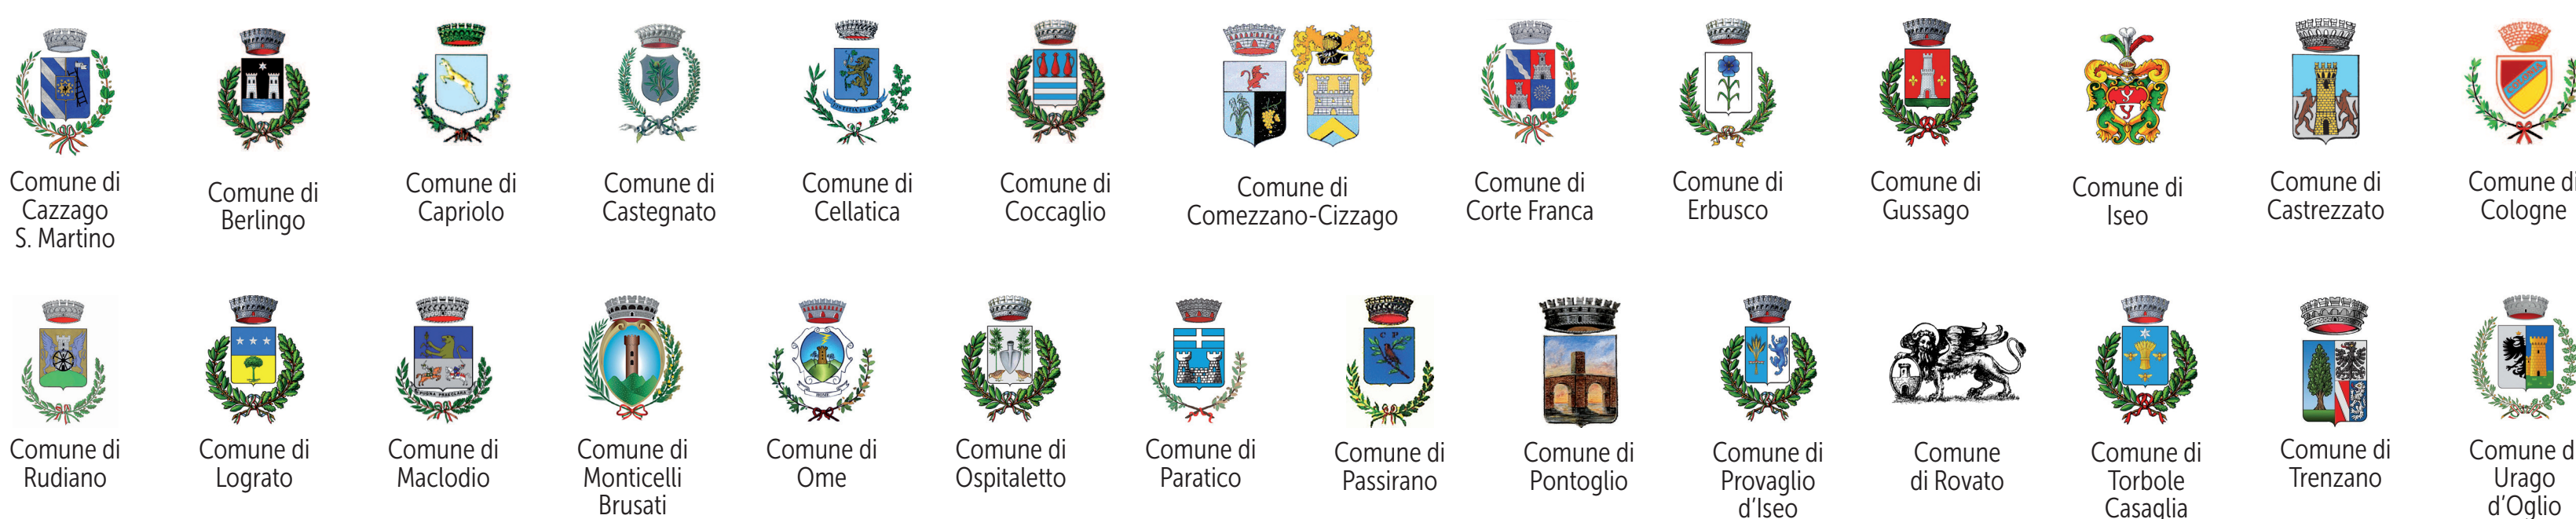 Comune di
Cazzago
S. Martino
Comune di
Berlingo
Comune di
Capriolo
Comune di
Castegnato
Comune di
Cellatica
Comune di
Coccaglio
Comune di
Comezzano-Cizzago
Comune di
Corte Franca
Comune di
Erbusco
Comune di
Gussago
Comune di
Iseo
Comune di
Castrezzato
Comune di
Cologne
COLOGNE
Comune di
Rudiano
Comune di
Lograto
PUGNA PRAECLARA
Comune di
Maclodio
Comune di
Monticelli
Brusati
Comune di
Ome
Comune di
Ospitaletto
Comune di
Paratico
C P
Comune di
Passirano
Comune di
Pontoglio
Comune di
Provaglio
d'Iseo
Comune
di Rovato
Comune di
Torbole
Casaglia
Comune di
Trenzano
Comune d
Urago
d'Oglio